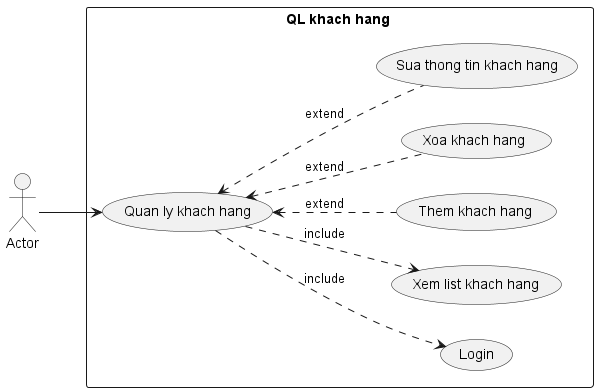 QL khach hang
Sua thong tin khach hang
extend
Xoa khach hang
extend
extend
Quan ly khach hang
Them khach hang
include
Actor
Xem list khach hang
include
Login